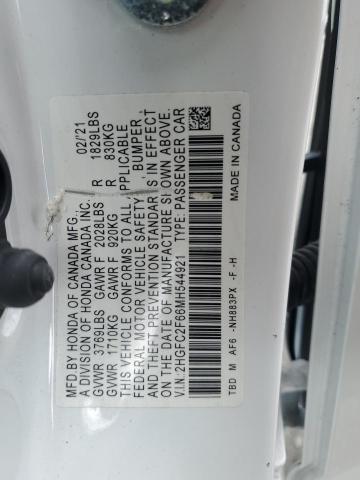 MFD. BY HONDA OF CANADA MFG. 02/21
A DIVISION OF HONDA CANADA INC.
GVWR 3769LBS GAWR F 2028LBS R 1829LBS
GVWR 1710KG GAWR F 920KG R 830KG
THIS VEHICLE CONFORMS TO ALL APPLICABLE
FEDERAL MOTOR VEHICLE SAFETY, BUMPER,
AND THEFT PREVENTION STANDARDS IN EFFECT
ON THE DATE OF MANUFACTURE SHOWN ABOVE.
V.I.N: 2HGFC2F66MH544921 TYPE: PASSENGER CAR
TBD M AF6 -NH883PX -F -H MADE IN CANADA